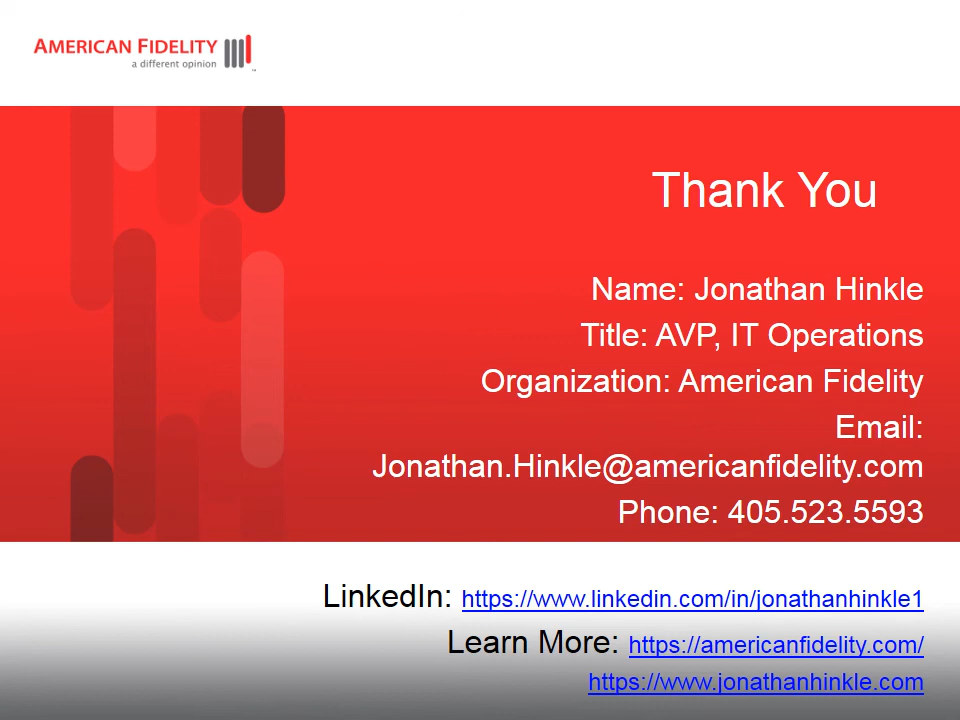 AMERICAN FIDELITY
a different opinion
Thank You
Name: Jonathan Hinkle
Title: AVP, IT Operations
Organization: American Fidelity
Email:
Jonathan.Hinkle@americanfidelity.com
Phone: 405.523.5593
LinkedIn: https://www.linkedin.com/in/jonathanhinkle1
Learn More: https://americanfidelity.com/
https://www.jonathanhinkle.com